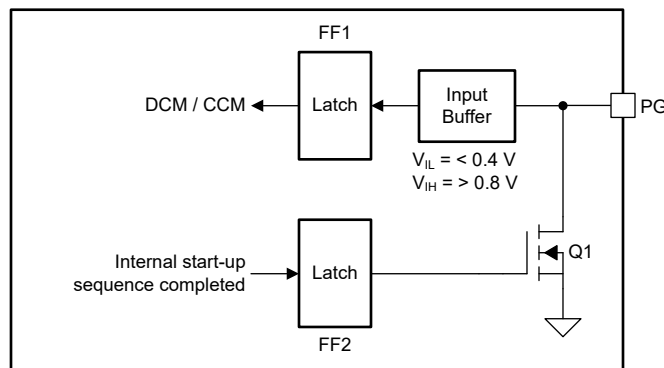 FF1
DCM / CCM
Latch
Input
Buffer
PG
V_IL = < 0.4 V
V_IH = > 0.8 V
Internal start-up
sequence completed
Latch
Q1
FF2